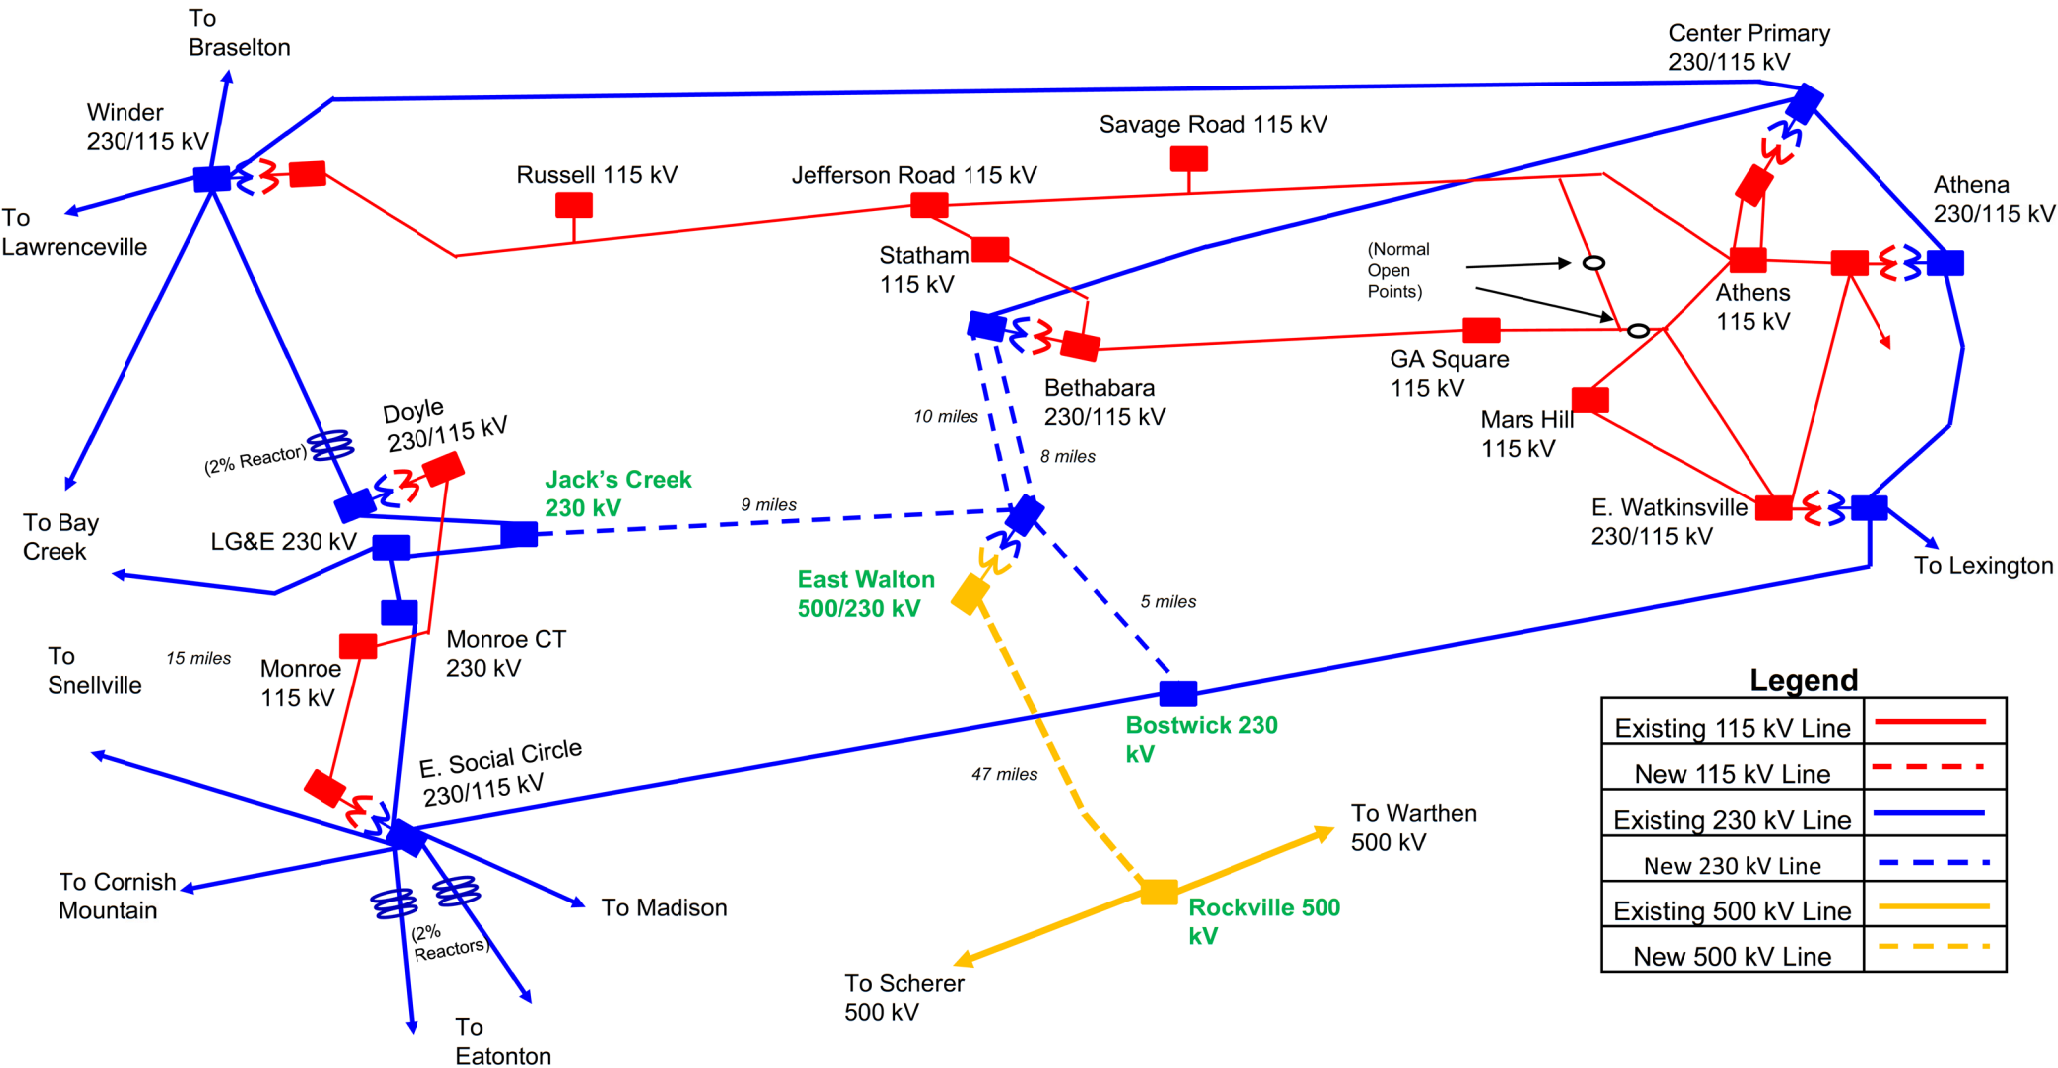 To
Braselton
Center Primary
230/115 kV
Winder
230/115 kV
Savage Road 115 kV
Russell 115 kV
Jefferson Road 115 kV
Athena
230/115 kV
To
Lawrenceville
Statham
115 kV
(Normal
Open
Points)
Athens
115 kV
GA Square
115 kV
Bethabara
230/115 kV
10 miles
8 miles
Mars Hill
115 kV
Doyle
230/115 kV
(2% Reactor)
Jack's Creek
230 kV
9 miles
To Bay
Creek
LG&E 230 kV
E. Watkinsville
230/115 kV
To Lexington
East Walton
500/230 kV
5 miles
Monroe CT
230 kV
To
Snellville
15 miles
Monroe
115 kV
Bostwick 230
kV
E. Social Circle
230/115 kV
47 miles
To Warthen
500 kV
To Cornish
Mountain
To Madison
(2%
Reactors)
Rockville 500
kV
To Scherer
500 kV
To
Eatonton
Legend
Existing 115 kV Line
New 115 kV Line
Existing 230 kV Line
New 230 kV Line
Existing 500 kV Line
New 500 kV Line